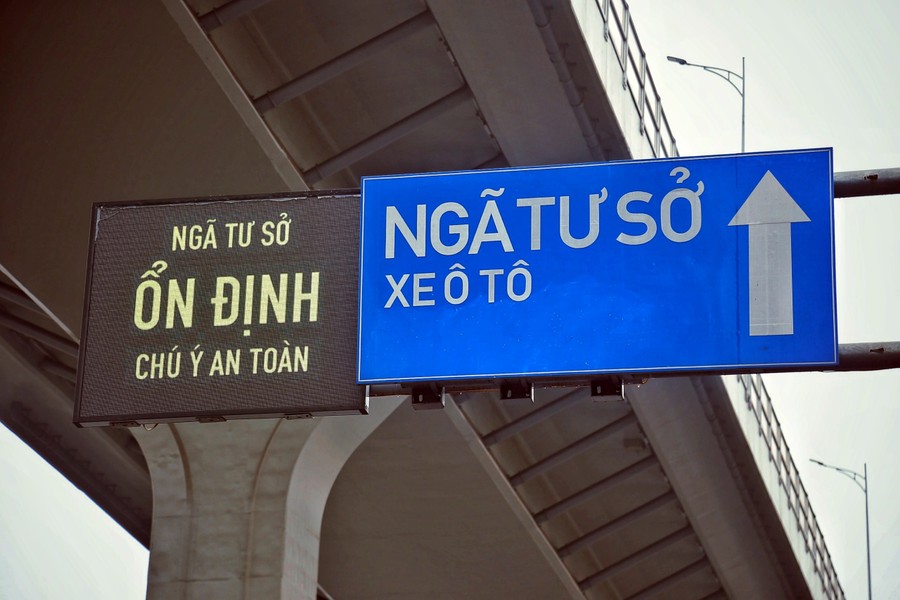 NGÃ TƯ SỞ
ỔN ĐỊNH
CHÚ Ý AN TOÀN
NGÃ TƯ SỞ
XE Ô TÔ